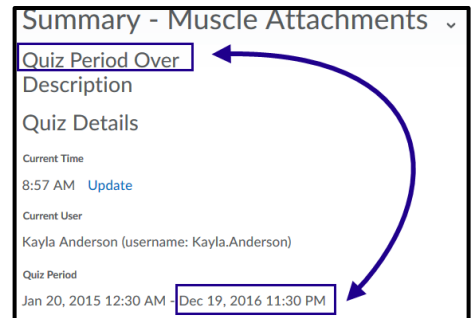 Summary - Muscle Attachments
Quiz Period Over
Description
Quiz Details
Current Time
8:57 AM Update
Current User
Kayla Anderson (username: Kayla.Anderson)
Quiz Period
Jan 20, 2015 12:30 AM - Dec 19, 2016 11:30 PM